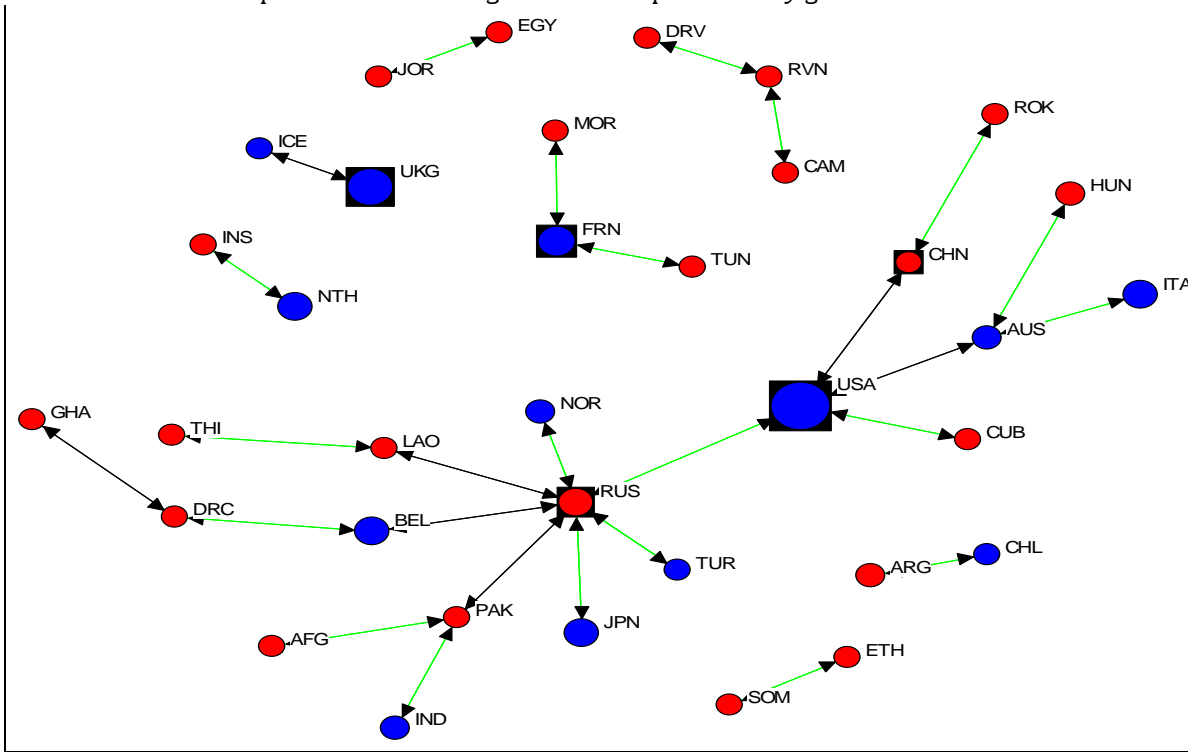 EGY
DRV
JOR
RVN
ROK
MOR
ICE
CAM
UKG
HUN
FRN
INS
CHN
TUN
ITA
NTH
AUS
USA
NOR
GHA
THI
LAO
CUB
RUS
DRC
BEL
CHL
TUR
ARG
PAK
JPN
AFG
ETH
SOM
IND